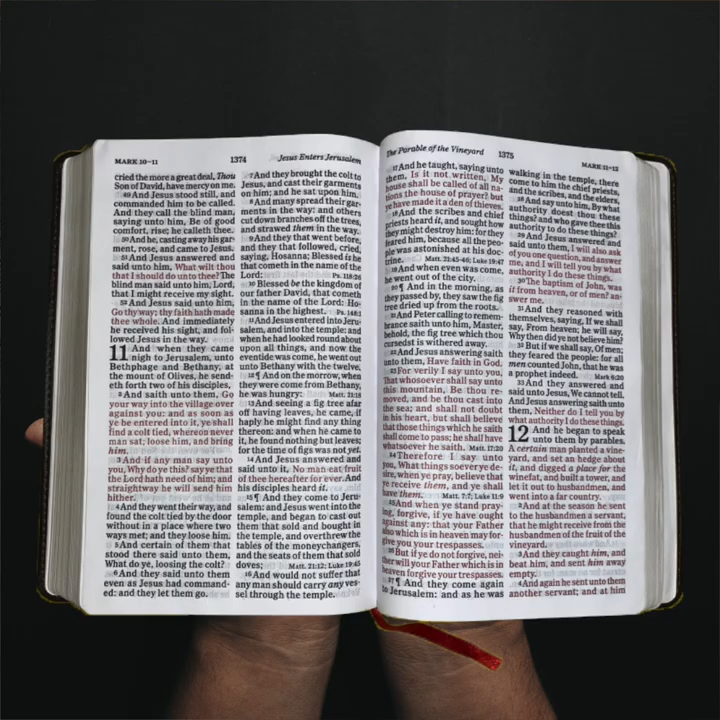 MARK 10-11 1374 Jesus Enters Jerusalem
cried the more a great deal, Thou
Son of David, have mercy on me.
49 And Jesus stood still, and
commanded him to be called.
And they call the blind man,
saying unto him, Be of good
comfort, rise; he calleth thee.
50 And he, casting away his gar-
ment, rose, and came to Jesus.
51 And Jesus answered and
said unto him, What wilt thou
that I should do unto thee? The
blind man said unto him, Lord,
that I might receive my sight.
52 And Jesus said unto him,
Go thy way; thy faith hath made
thee whole. And immediately
he received his sight, and fol-
lowed Jesus in the way.
11 And when they came
nigh to Jerusalem, unto
Bethphage and Bethany, at
the mount of Olives, he send-
eth forth two of his disciples,
2 And saith unto them, Go
your way into the village over
against you: and as soon as
ye be entered into it, ye shall
find a colt tied, whereon never
man sat; loose him, and bring
him.
3 And if any man say unto
you, Why do ye this? say ye that
the Lord hath need of him; and
straightway he will send him
hither.
4 And they went their way, and
found the colt tied by the door
without in a place where two
ways met; and they loose him.
5 And certain of them that
stood there said unto them,
What do ye, loosing the colt?
6 And they said unto them
even as Jesus had command-
ed: and they let them go.
7 And they brought the colt to
Jesus, and cast their garments
on him; and he sat upon him.
8 And many spread their gar-
ments in the way: and others
cut down branches off the trees,
and strawed them in the way.
9 And they that went before,
and they that followed, cried,
saying, Hosanna; Blessed is he
that cometh in the name of the
Lord: Ps. 118:26
10 Blessed be the kingdom of
our father David, that cometh
in the name of the Lord: Ho-
sanna in the highest. Ps. 148:1
11 And Jesus entered into Jeru-
salem, and into the temple: and
when he had looked round about
upon all things, and now the
eventide was come, he went out
unto Bethany with the twelve.
12 ¶ And on the morrow, when
they were come from Bethany,
he was hungry: Matt. 21:18
13 And seeing a fig tree afar
off having leaves, he came, if
haply he might find any thing
thereon: and when he came to
it, he found nothing but leaves;
for the time of figs was not yet.
14 And Jesus answered and
said unto it, No man eat fruit
of thee hereafter for ever. And
his disciples heard it.
15 ¶ And they come to Jeru-
salem: and Jesus went into the
temple, and began to cast out
them that sold and bought in
the temple, and overthrew the
tables of the moneychangers,
and the seats of them that sold
doves; Matt. 21:12; Luke 19:45
16 And would not suffer that
any man should carry any ves-
sel through the temple.
The Parable of the Vineyard 1375 MARK 11-12
17 And he taught, saying unto
them, Is it not written, My
house shall be called of all na-
tions the house of prayer? but
ye have made it a den of thieves.
18 And the scribes and chief
priests heard it, and sought how
they might destroy him: for they
feared him, because all the peo-
ple was astonished at his doc-
trine. Matt. 21:45-46; Luke 19:47
19 And when even was come,
he went out of the city.
20 ¶ And in the morning, as
they passed by, they saw the fig
tree dried up from the roots.
21 And Peter calling to remem-
brance saith unto him, Master,
behold, the fig tree which thou
cursedst is withered away.
22 And Jesus answering saith
unto them, Have faith in God.
23 For verily I say unto you,
That whosoever shall say unto
this mountain, Be thou re-
moved, and be thou cast into
the sea; and shall not doubt
in his heart, but shall believe
that those things which he saith
shall come to pass; he shall have
whatsoever he saith. Matt. 17:20
24 Therefore I say unto
you, What things soever ye de-
sire, when ye pray, believe that
ye receive them, and ye shall
have them. Matt. 7:7; Luke 11:9
25 And when ye stand pray-
ing, forgive, if ye have ought
against any: that your Father
also which is in heaven may for-
give you your trespasses.
26 But if ye do not forgive, nei-
ther will your Father which is in
heaven forgive your trespasses.
27 ¶ And they come again
to Jerusalem: and as he was
walking in the temple, there
come to him the chief priests,
and the scribes, and the elders,
28 And say unto him, By what
authority doest thou these
things? and who gave thee this
authority to do these things?
29 And Jesus answered and
said unto them, I will also ask
of you one question, and answer
me, and I will tell you by what
authority I do these things.
30 The baptism of John, was
it from heaven, or of men? an-
swer me.
31 And they reasoned with
themselves, saying, If we shall
say, From heaven; he will say,
Why then did ye not believe him?
32 But if we shall say, Of men;
they feared the people: for all
men counted John, that he was
a prophet indeed. Mark 6:20
33 And they answered and
said unto Jesus, We cannot tell.
And Jesus answering saith unto
them, Neither do I tell you by
what authority I do these things.
12 And he began to speak
unto them by parables.
A certain man planted a vine-
yard, and set an hedge about
it, and digged a place for the
winefat, and built a tower, and
let it out to husbandmen, and
went into a far country.
2 And at the season he sent
to the husbandmen a servant,
that he might receive from the
husbandmen of the fruit of the
vineyard.
3 And they caught him, and
beat him, and sent him away
empty.
4 And again he sent unto them
another servant; and at him